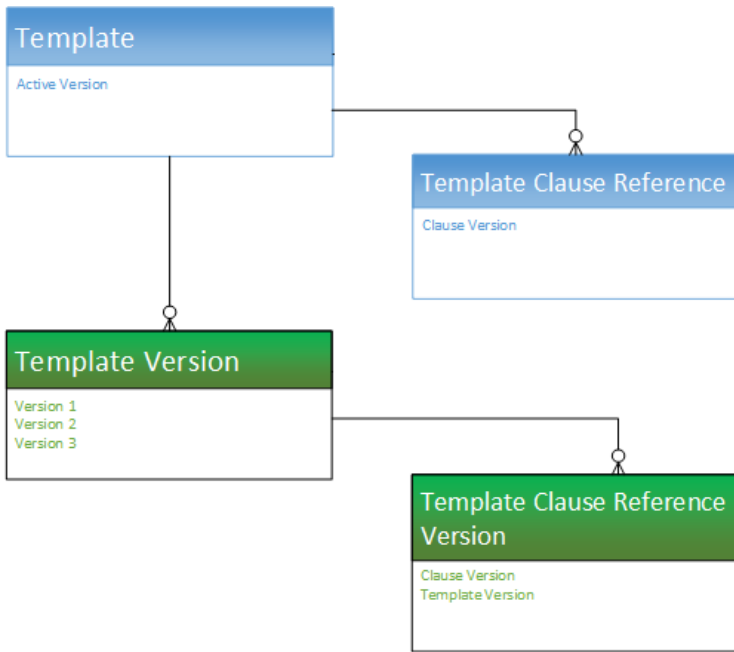 Template
Active Version
Template Clause Reference
Clause Version
Template Version
Version 1
Version 2
Version 3
Template Clause Reference
Version
Clause Version
Template Version